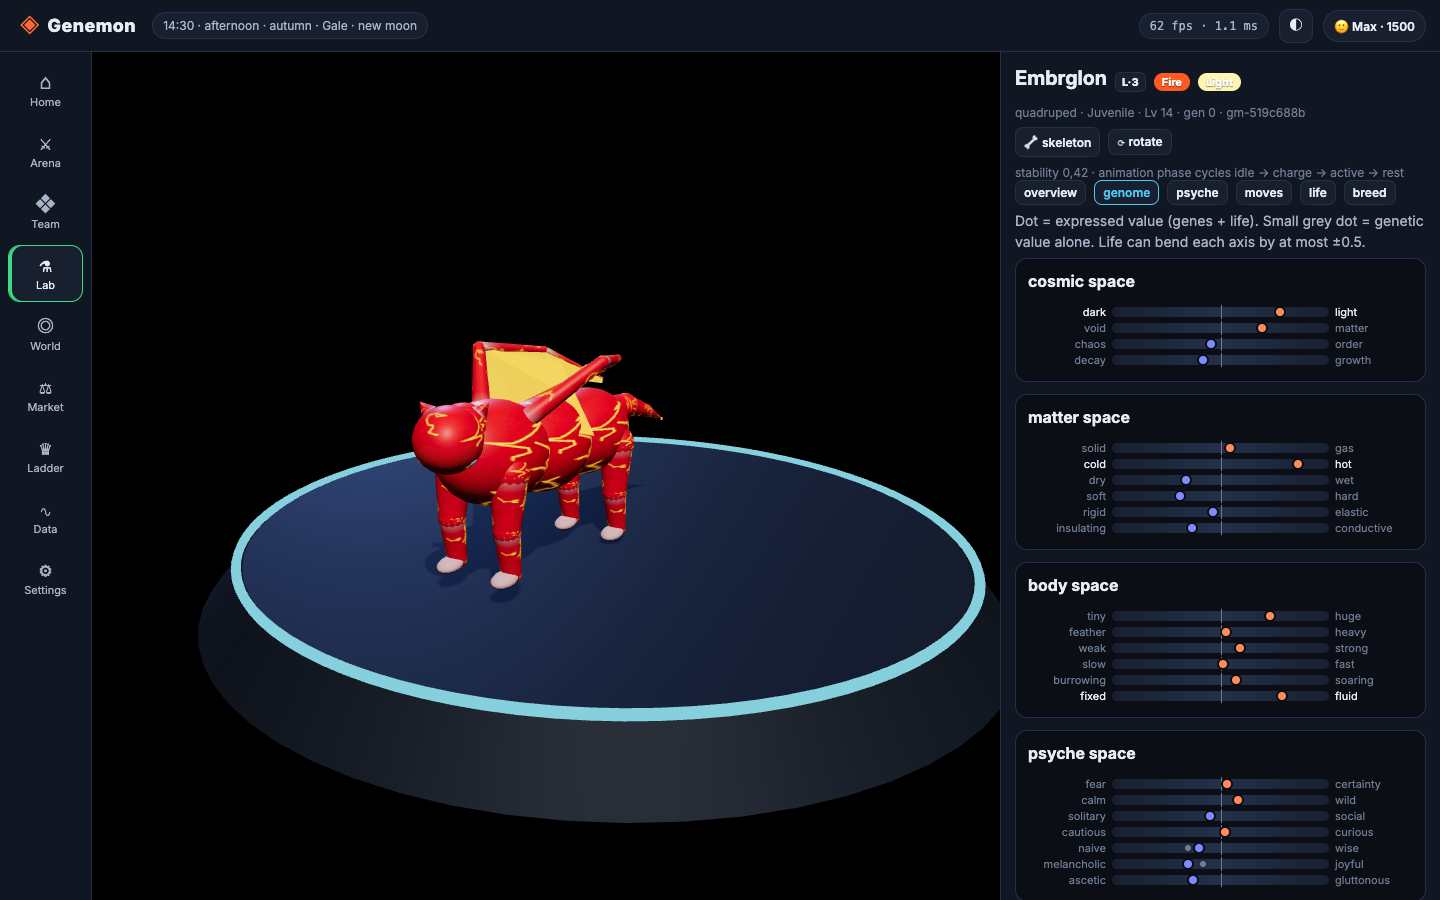 Genemon
14:30 · afternoon · autumn · Gale · new moon
62 fps · 1.1 ms
Max · 1500
Home
Arena
Team
Lab
World
Market
Ladder
Data
Settings
Embrglon L·3 Fire Light
quadruped · Juvenile · Lv 14 · gen 0 · gm-519c688b
skeleton rotate
stability 0,42 · animation phase cycles idle → charge → active → rest
overview genome psyche moves life breed
Dot = expressed value (genes + life). Small grey dot = genetic
value alone. Life can bend each axis by at most ±0.5.
cosmic space
dark light
void matter
chaos order
decay growth
matter space
solid gas
cold hot
dry wet
soft hard
rigid elastic
insulating conductive
body space
tiny huge
feather heavy
weak strong
slow fast
burrowing soaring
fixed fluid
psyche space
fear certainty
calm wild
solitary social
cautious curious
naive wise
melancholic joyful
ascetic gluttonous